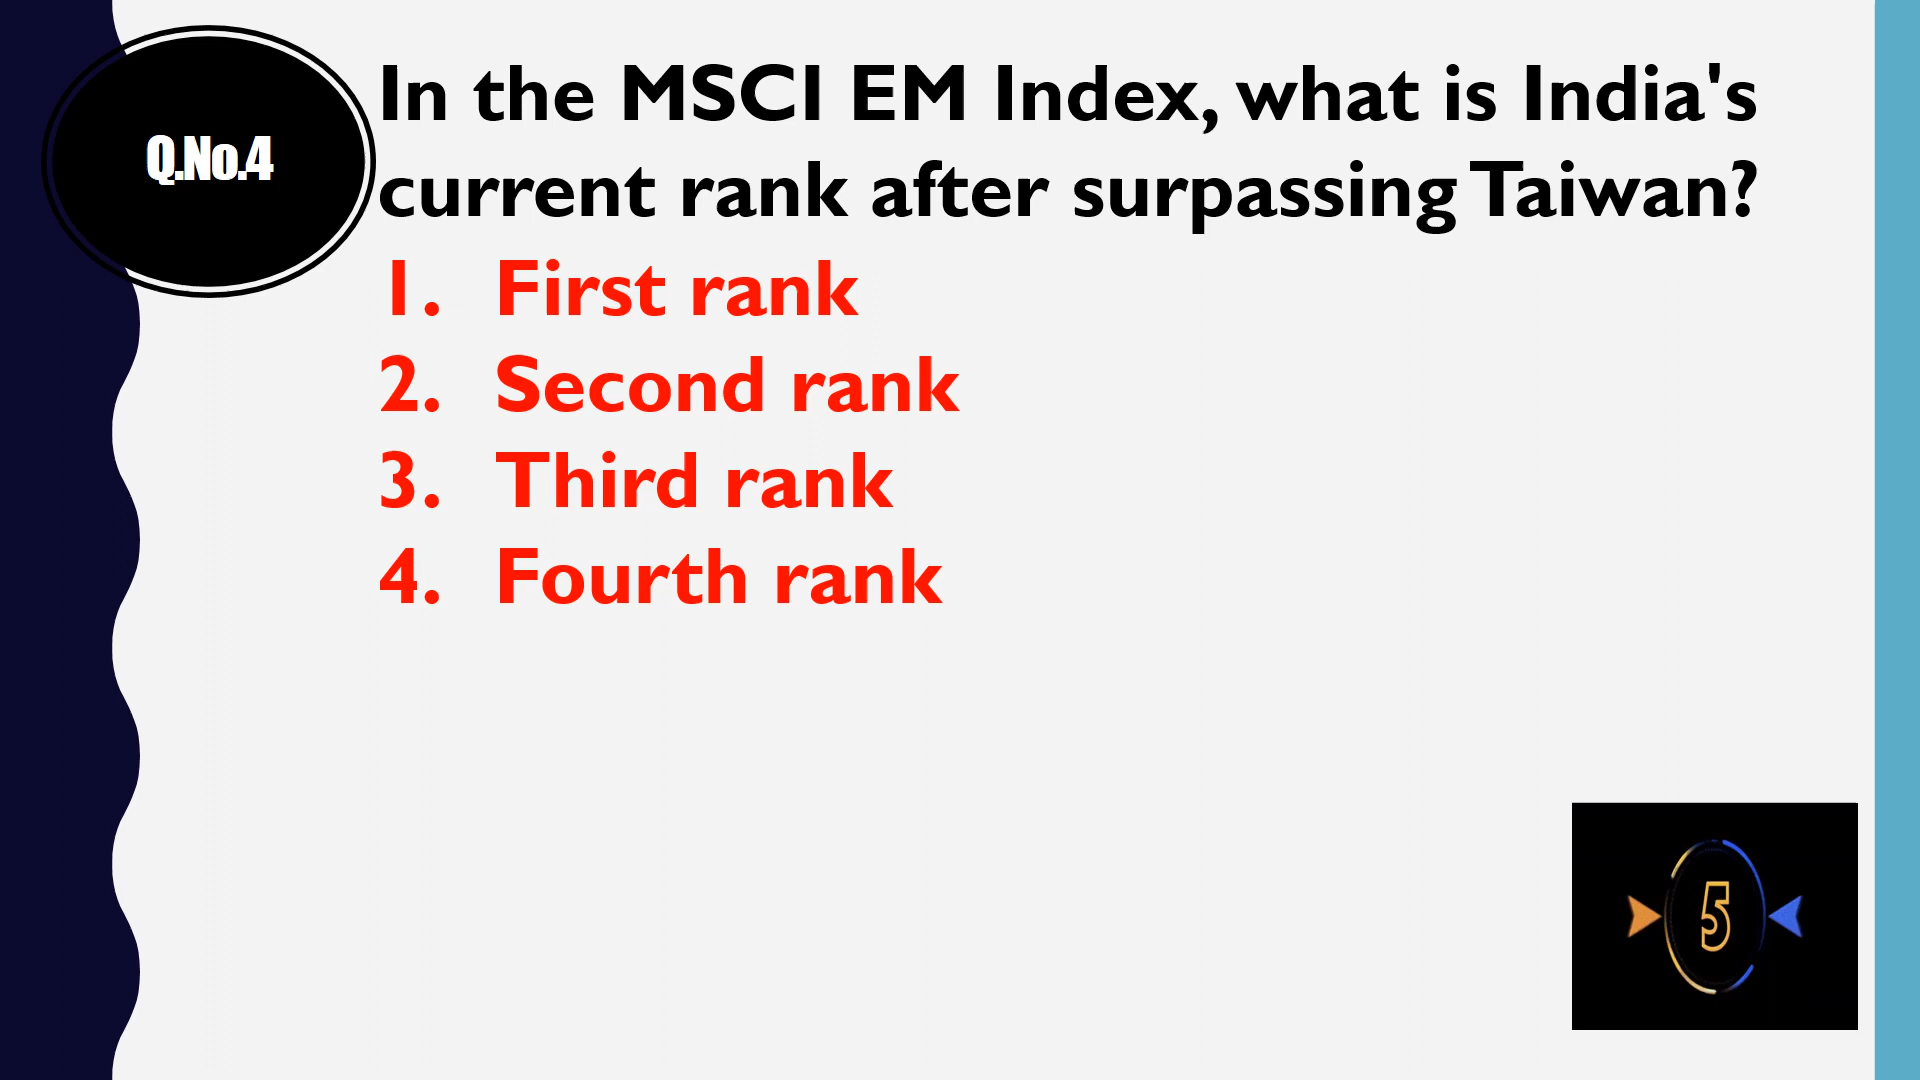 Q.No.4
In the MSCI EM Index, what is India's
current rank after surpassing Taiwan?
1. First rank
2. Second rank
3. Third rank
4. Fourth rank
5